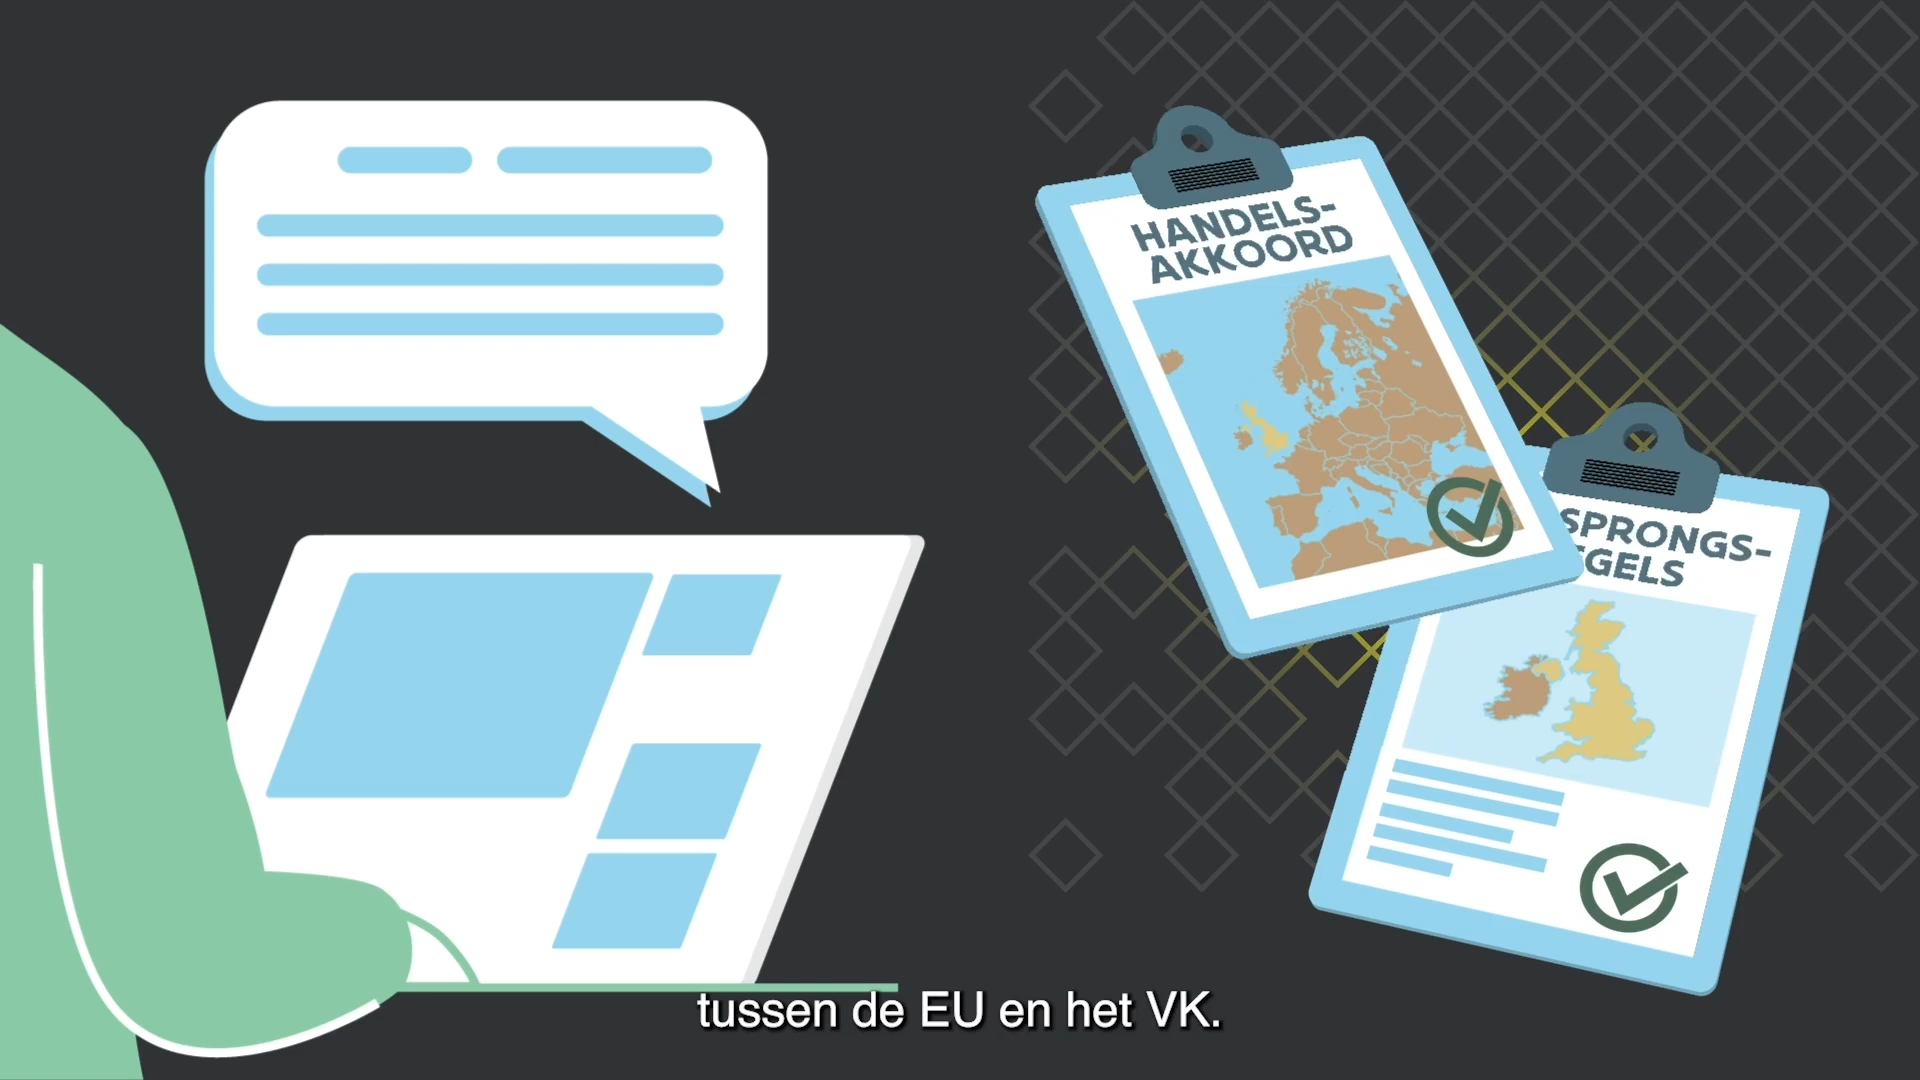 HANDELS-
AKKOORD
SPRONGS-
GELS
tussen de EU en het VK.